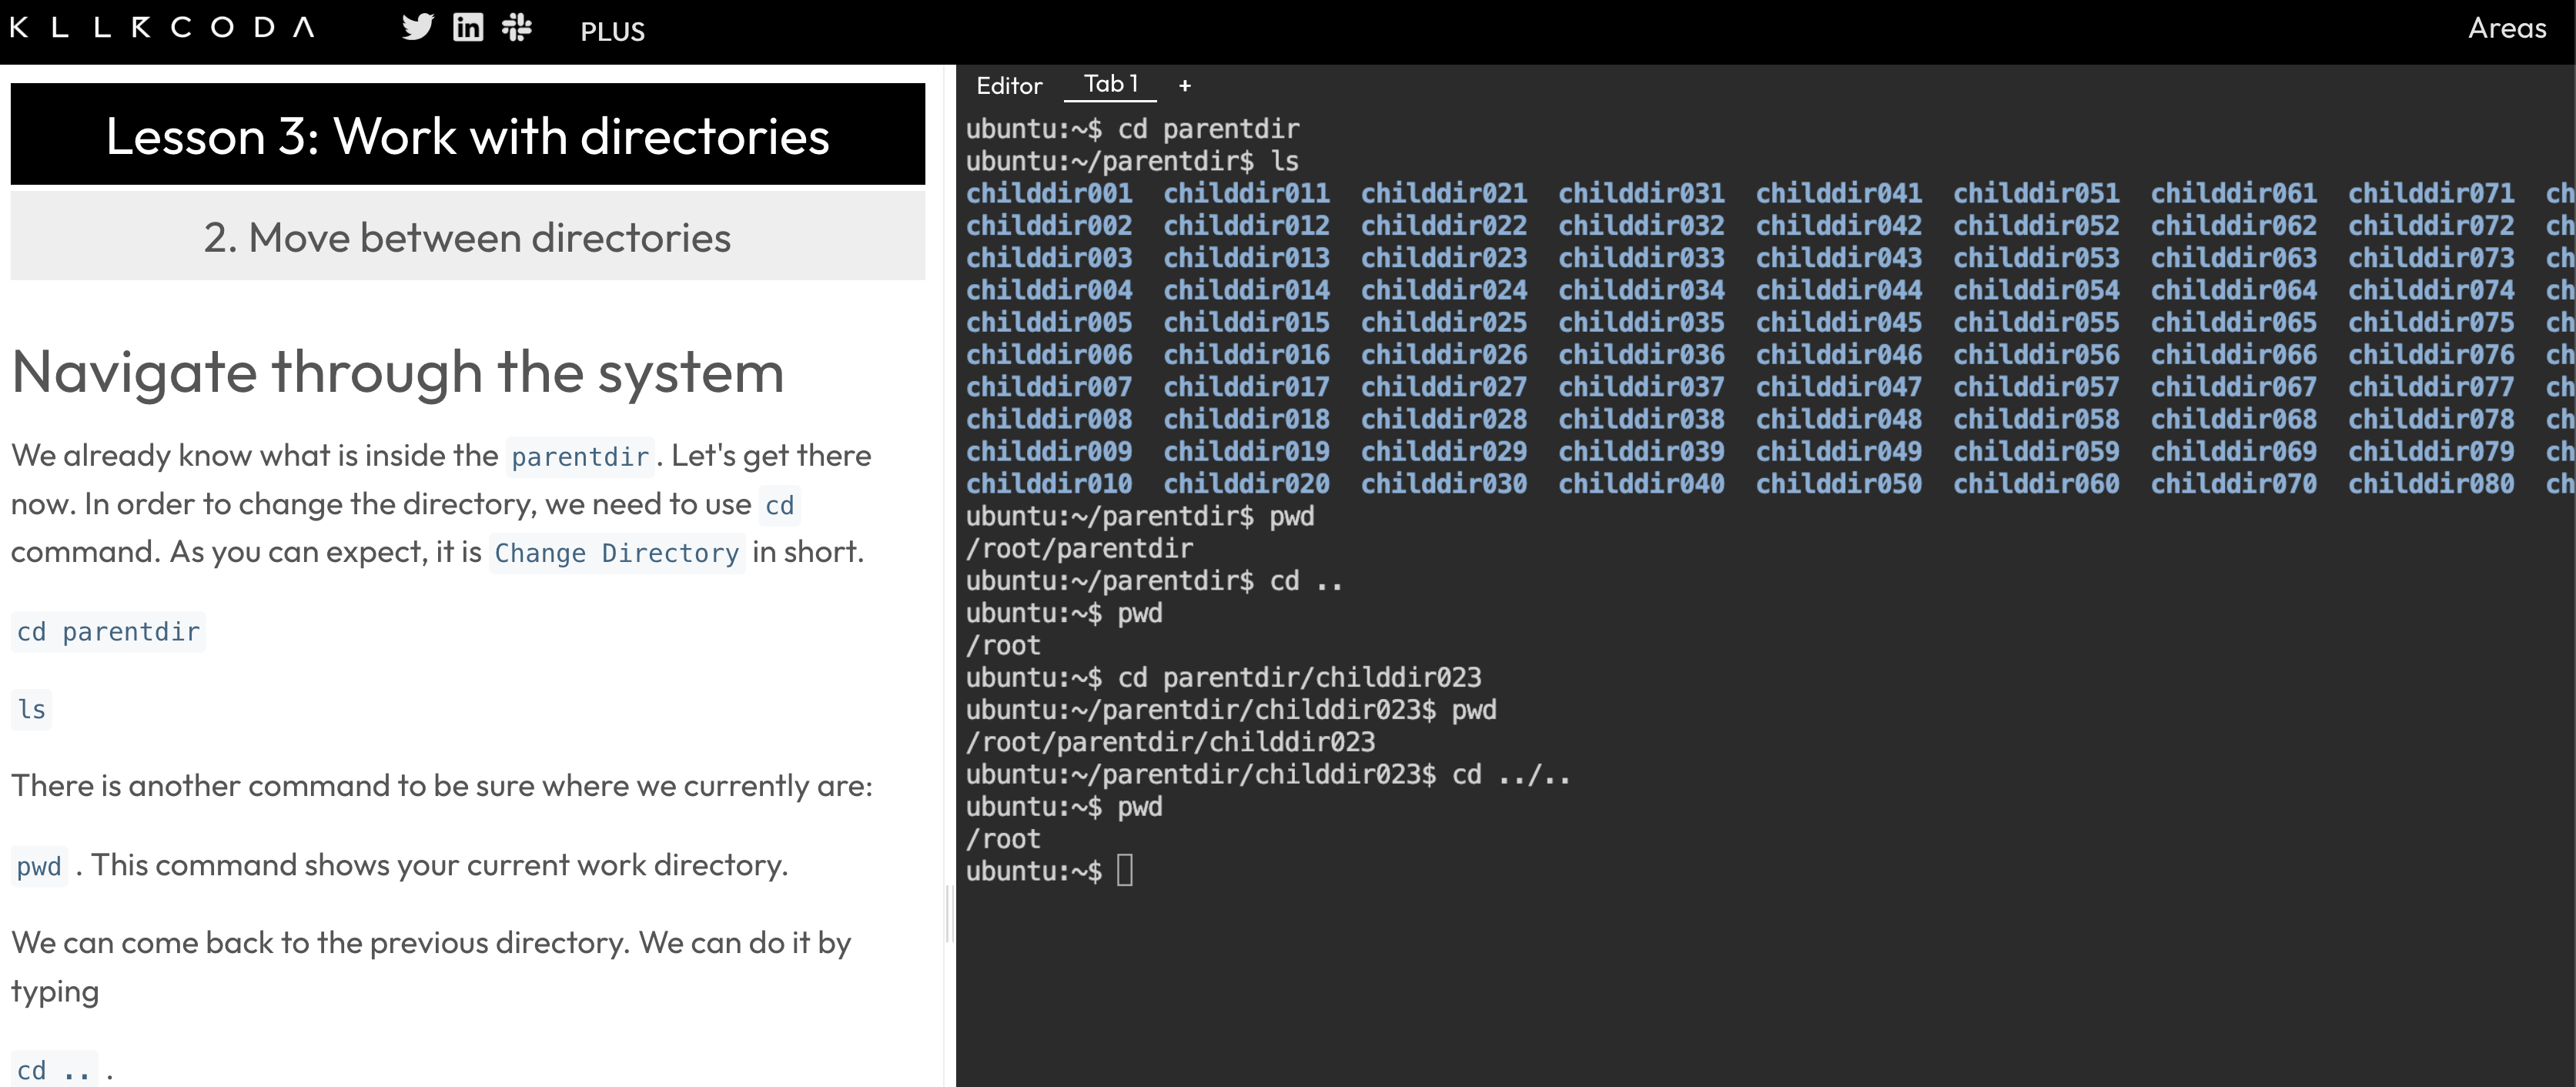 KLLRCODA PLUS Areas
Lesson 3: Work with directories
2. Move between directories
Navigate through the system
We already know what is inside the parentdir. Let's get there
now. In order to change the directory, we need to use cd
command. As you can expect, it is Change Directory in short.
cd parentdir
ls
There is another command to be sure where we currently are:
pwd . This command shows your current work directory.
We can come back to the previous directory. We can do it by
typing
cd .. .
Editor Tab 1 +
ubuntu:~$ cd parentdir
ubuntu:~/parentdir$ ls
childdir001 childdir011 childdir021 childdir031 childdir041 childdir051 childdir061 childdir071 ch
childdir002 childdir012 childdir022 childdir032 childdir042 childdir052 childdir062 childdir072 ch
childdir003 childdir013 childdir023 childdir033 childdir043 childdir053 childdir063 childdir073 ch
childdir004 childdir014 childdir024 childdir034 childdir044 childdir054 childdir064 childdir074 ch
childdir005 childdir015 childdir025 childdir035 childdir045 childdir055 childdir065 childdir075 ch
childdir006 childdir016 childdir026 childdir036 childdir046 childdir056 childdir066 childdir076 ch
childdir007 childdir017 childdir027 childdir037 childdir047 childdir057 childdir067 childdir077 ch
childdir008 childdir018 childdir028 childdir038 childdir048 childdir058 childdir068 childdir078 ch
childdir009 childdir019 childdir029 childdir039 childdir049 childdir059 childdir069 childdir079 ch
childdir010 childdir020 childdir030 childdir040 childdir050 childdir060 childdir070 childdir080 ch
ubuntu:~/parentdir$ pwd
/root/parentdir
ubuntu:~/parentdir$ cd ..
ubuntu:~$ pwd
/root
ubuntu:~$ cd parentdir/childdir023
ubuntu:~/parentdir/childdir023$ pwd
/root/parentdir/childdir023
ubuntu:~/parentdir/childdir023$ cd ../..
ubuntu:~$ pwd
/root
ubuntu:~$